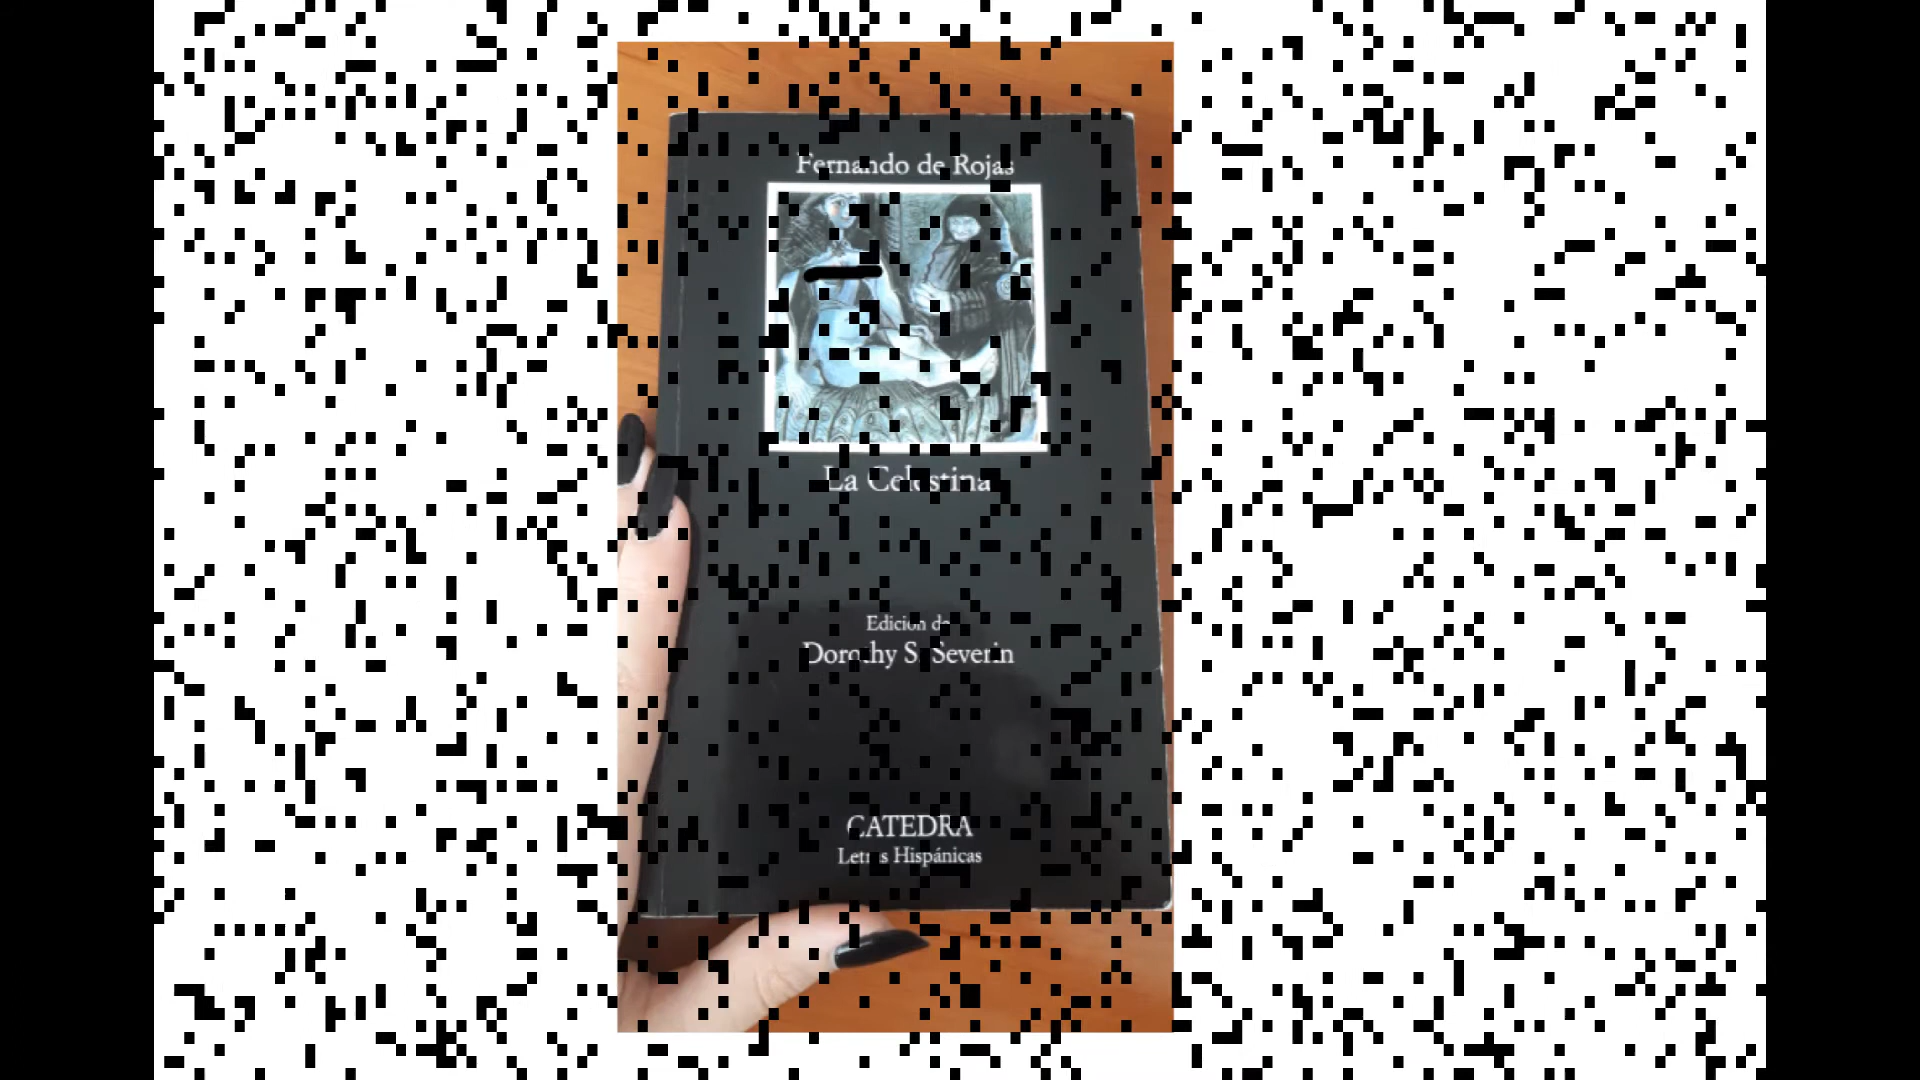 Fernando de Rojas
La Celestina
Edición de
Dorothy S. Severin
CATEDRA
Letras Hispánicas